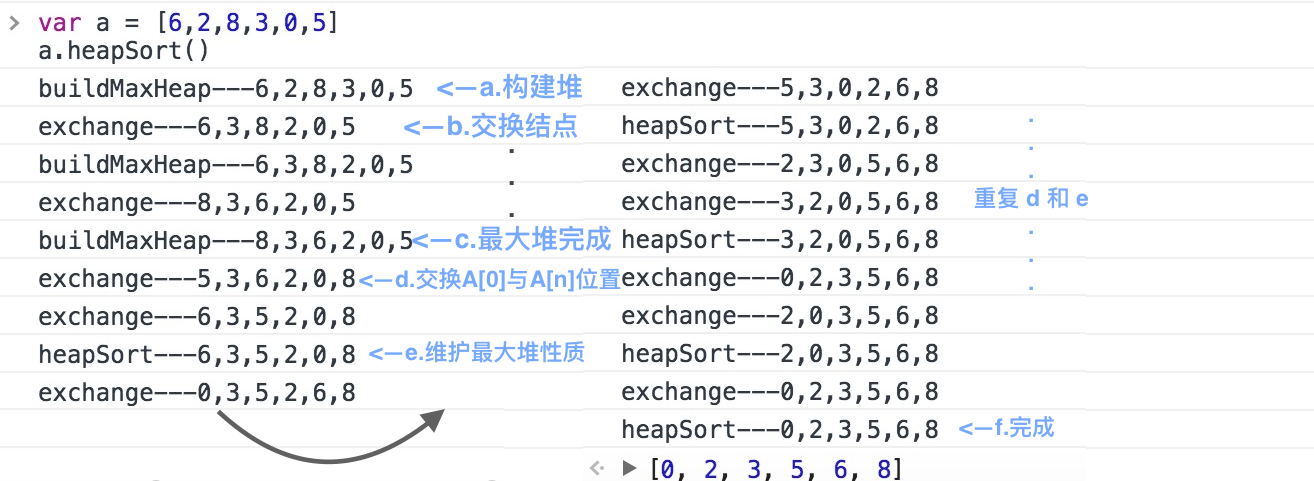 > var a = [6,2,8,3,0,5]
a.heapSort()
buildMaxHeap---6,2,8,3,0,5 <—a.构建堆
exchange---6,3,8,2,0,5 <—b.交换结点
buildMaxHeap---6,3,8,2,0,5
exchange---8,3,6,2,0,5
buildMaxHeap---8,3,6,2,0,5<—c.最大堆完成
exchange---5,3,6,2,0,8<—d.交换A[0]与A[n]位置
exchange---6,3,5,2,0,8
heapSort---6,3,5,2,0,8 <—e.维护最大堆性质
exchange---0,3,5,2,6,8
exchange---5,3,0,2,6,8
heapSort---5,3,0,2,6,8
exchange---2,3,0,5,6,8
exchange---3,2,0,5,6,8 重复 d 和 e
heapSort---3,2,0,5,6,8
exchange---0,2,3,5,6,8
exchange---2,0,3,5,6,8
heapSort---2,0,3,5,6,8
exchange---0,2,3,5,6,8
heapSort---0,2,3,5,6,8 <—f.完成
[0, 2, 3, 5, 6, 8]